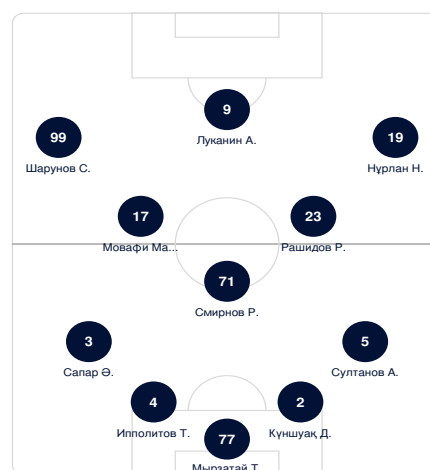 9
Луканин А.
99
Шарунов С.
19
Нұрлан Н.
17
Мовафи Ма...
23
Рашидов Р.
71
Смирнов Р.
3
Сапар Ә.
5
Султанов А.
4
Ипполитов Т.
2
Күншуақ Д.
77
Мырзатай Т.